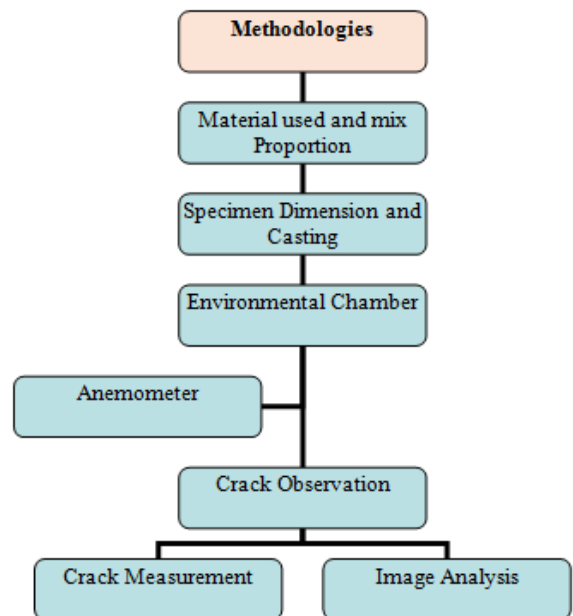 Methodologies
Material used and mix
Proportion
Specimen Dimension and
Casting
Environmental Chamber
Anemometer
Crack Observation
Crack Measurement
Image Analysis